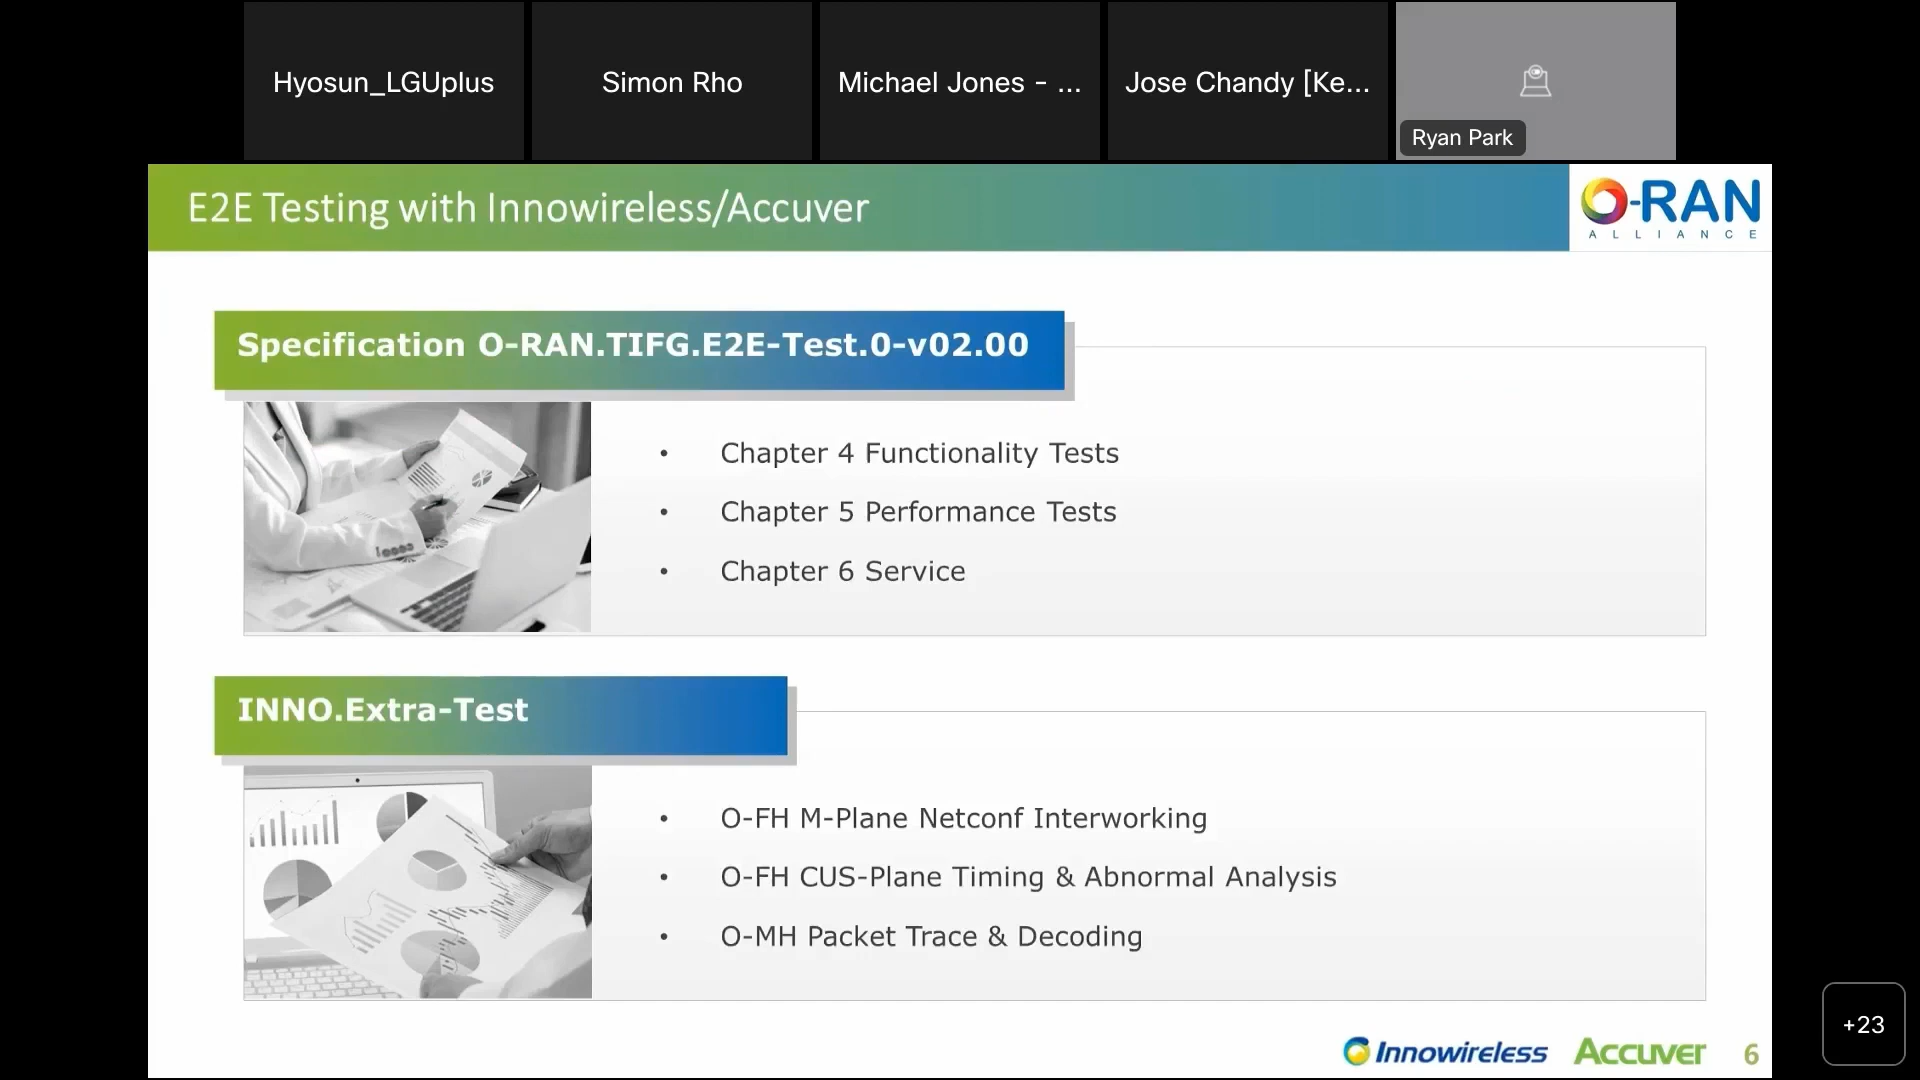 Hyosun_LGUplus
Simon Rho
Michael Jones - ...
Jose Chandy [Ke...
Ryan Park
E2E Testing with Innowireless/Accuver
O-RAN
ALLIANCE
Specification O-RAN.TIFG.E2E-Test.0-v02.00
• Chapter 4 Functionality Tests
• Chapter 5 Performance Tests
• Chapter 6 Service
INNO.Extra-Test
• O-FH M-Plane Netconf Interworking
• O-FH CUS-Plane Timing & Abnormal Analysis
• O-MH Packet Trace & Decoding
Innowireless Accuver 6
+23